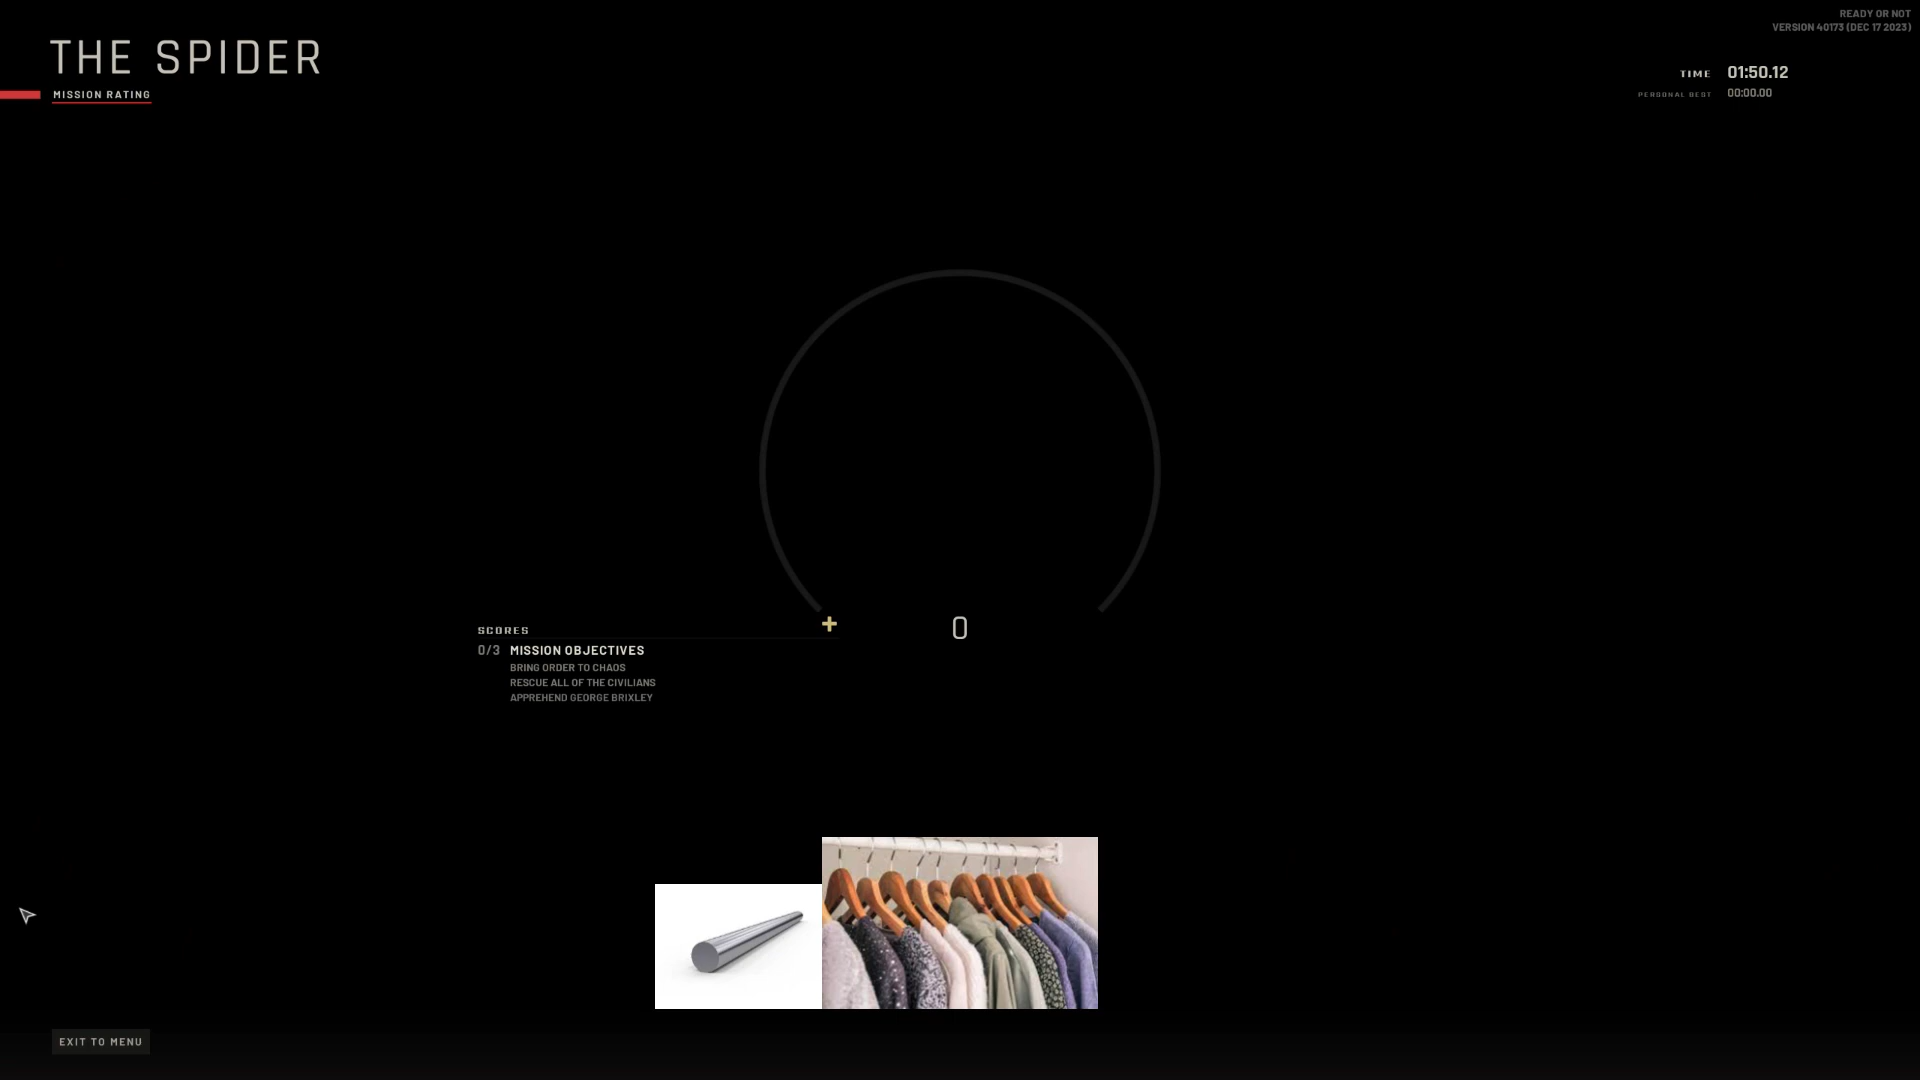 READY OR NOT
VERSION 40173 (DEC 17 2023)
THE SPIDER
MISSION RATING
TIME 01:50.12
PERSONAL BEST 00:00.00
0
SCORES
0/3 MISSION OBJECTIVES
BRING ORDER TO CHAOS
RESCUE ALL OF THE CIVILIANS
APPREHEND GEORGE BRIXLEY
EXIT TO MENU